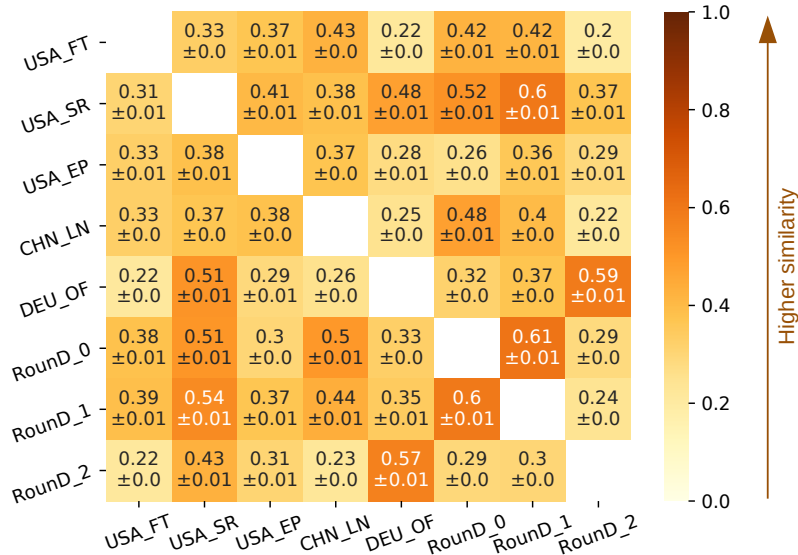 USA_FT 0.33 0.37 0.43 0.22 0.42 0.42 0.2
±0.0 ±0.01 ±0.0 ±0.0 ±0.01 ±0.01 ±0.0
USA_SR 0.31 0.41 0.38 0.48 0.52 0.6 0.37
±0.01 ±0.01 ±0.01 ±0.01 ±0.01 ±0.01 ±0.01
USA_EP 0.33 0.38 0.37 0.28 0.26 0.36 0.29
±0.01 ±0.01 ±0.0 ±0.01 ±0.0 ±0.01 ±0.01
CHN_LN 0.33 0.37 0.38 0.25 0.48 0.4 0.22
±0.0 ±0.0 ±0.01 ±0.0 ±0.01 ±0.0 ±0.0
DEU_OF 0.22 0.51 0.29 0.26 0.32 0.37 0.59
±0.0 ±0.01 ±0.01 ±0.0 ±0.0 ±0.01 ±0.01
RounD_0 0.38 0.51 0.3 0.5 0.33 0.61 0.29
±0.01 ±0.01 ±0.0 ±0.01 ±0.0 ±0.01 ±0.0
RounD_1 0.39 0.54 0.37 0.44 0.35 0.6 0.24
±0.01 ±0.01 ±0.01 ±0.01 ±0.01 ±0.01 ±0.0
RounD_2 0.22 0.43 0.31 0.23 0.57 0.29 0.3
±0.0 ±0.01 ±0.01 ±0.0 ±0.01 ±0.0 ±0.0
USA_FT USA_SR USA_EP CHN_LN DEU_OF RounD_0 RounD_1 RounD_2
1.0
0.8
0.6
0.4
0.2
0.0
Higher similarity